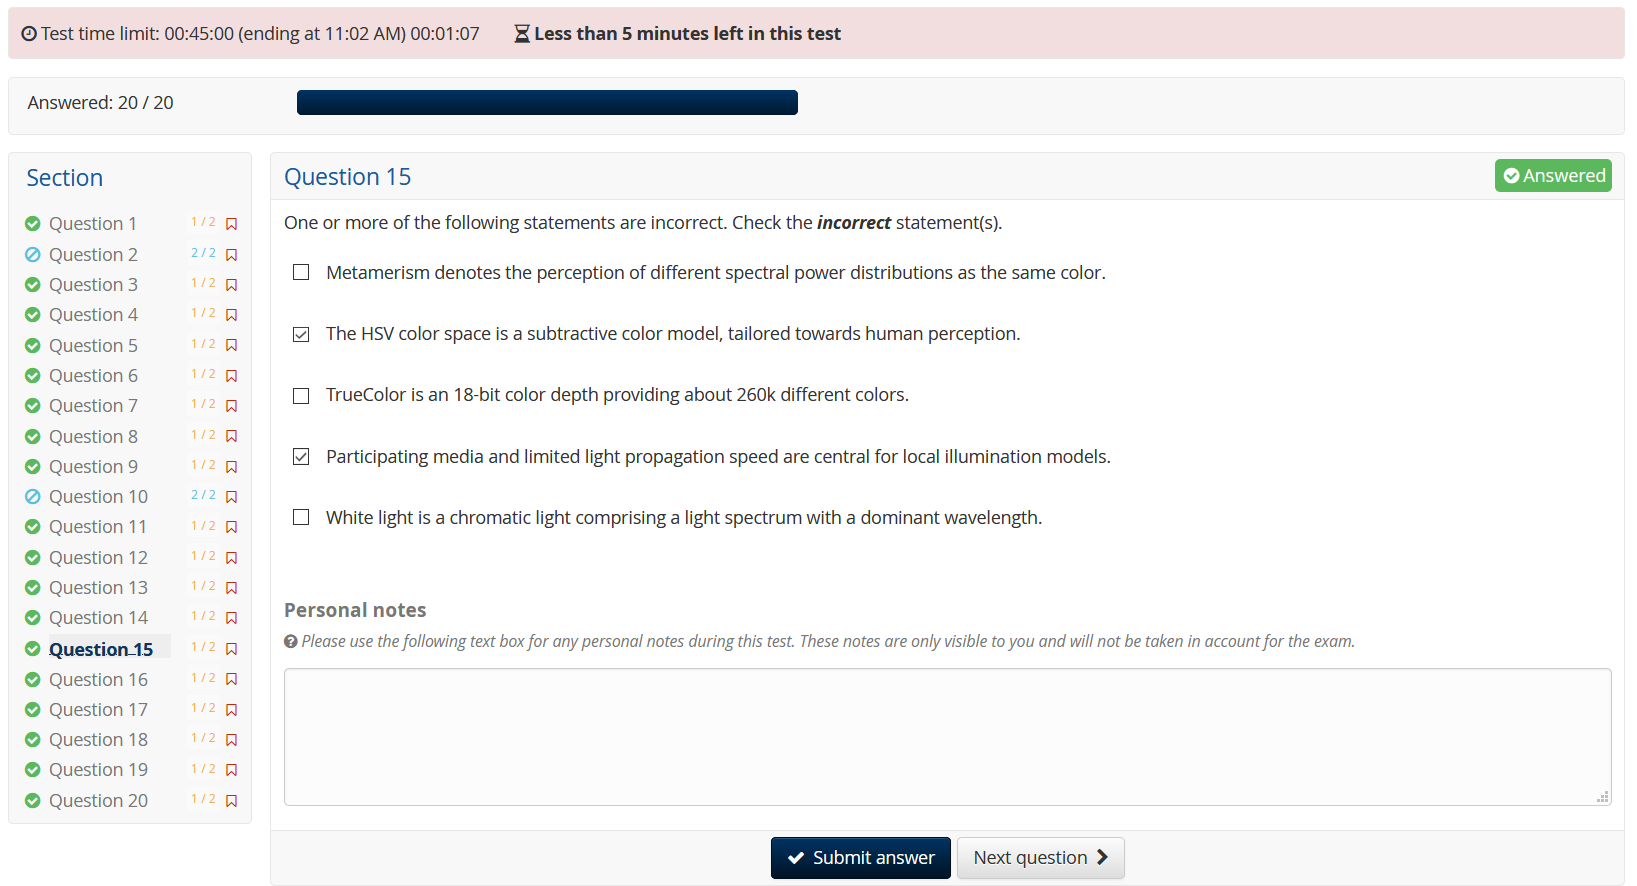 Test time limit: 00:45:00 (ending at 11:02 AM) 00:01:07 Less than 5 minutes left in this test
Answered: 20 / 20
Section
Question 1 1 / 2
Question 2 2 / 2
Question 3 1 / 2
Question 4 1 / 2
Question 5 1 / 2
Question 6 1 / 2
Question 7 1 / 2
Question 8 1 / 2
Question 9 1 / 2
Question 10 2 / 2
Question 11 1 / 2
Question 12 1 / 2
Question 13 1 / 2
Question 14 1 / 2
Question 15 1 / 2
Question 16 1 / 2
Question 17 1 / 2
Question 18 1 / 2
Question 19 1 / 2
Question 20 1 / 2
Question 15 Answered
One or more of the following statements are incorrect. Check the incorrect statement(s).
Metamerism denotes the perception of different spectral power distributions as the same color.
The HSV color space is a subtractive color model, tailored towards human perception.
TrueColor is an 18-bit color depth providing about 260k different colors.
Participating media and limited light propagation speed are central for local illumination models.
White light is a chromatic light comprising a light spectrum with a dominant wavelength.
Personal notes
Please use the following text box for any personal notes during this test. These notes are only visible to you and will not be taken in account for the exam.
Submit answer Next question